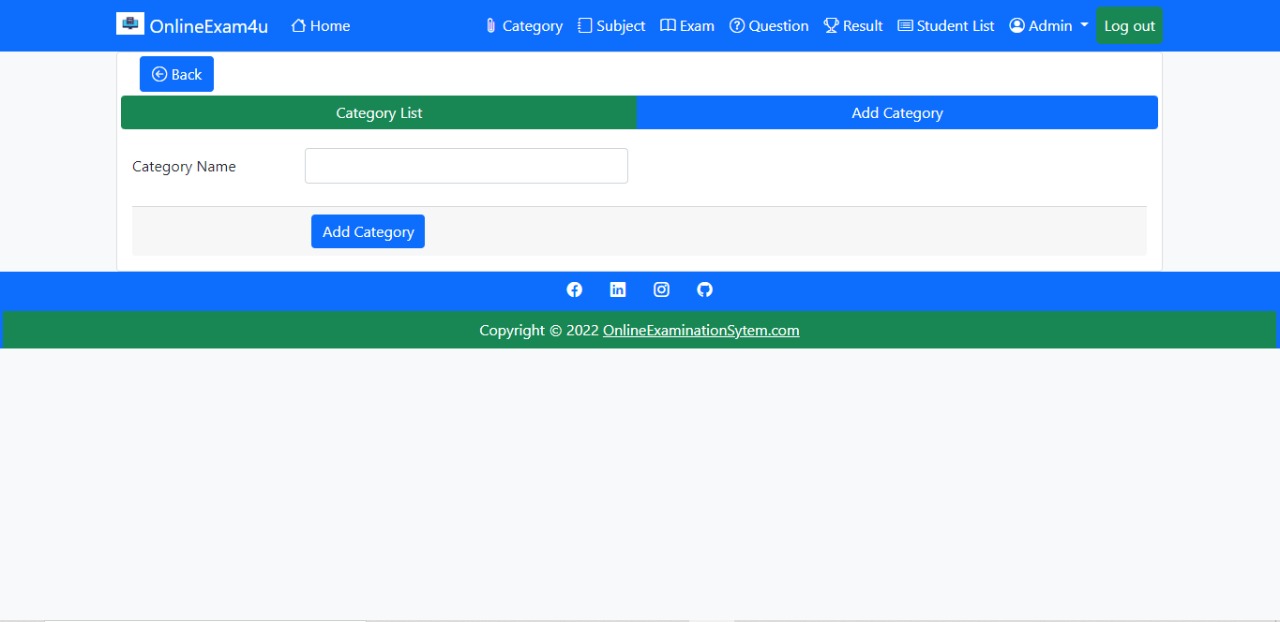 OnlineExam4u Home Category Subject Exam Question Result Student List Admin Log out
Back
Category List Add Category
Category Name
Add Category
Copyright © 2022 OnlineExaminationSytem.com